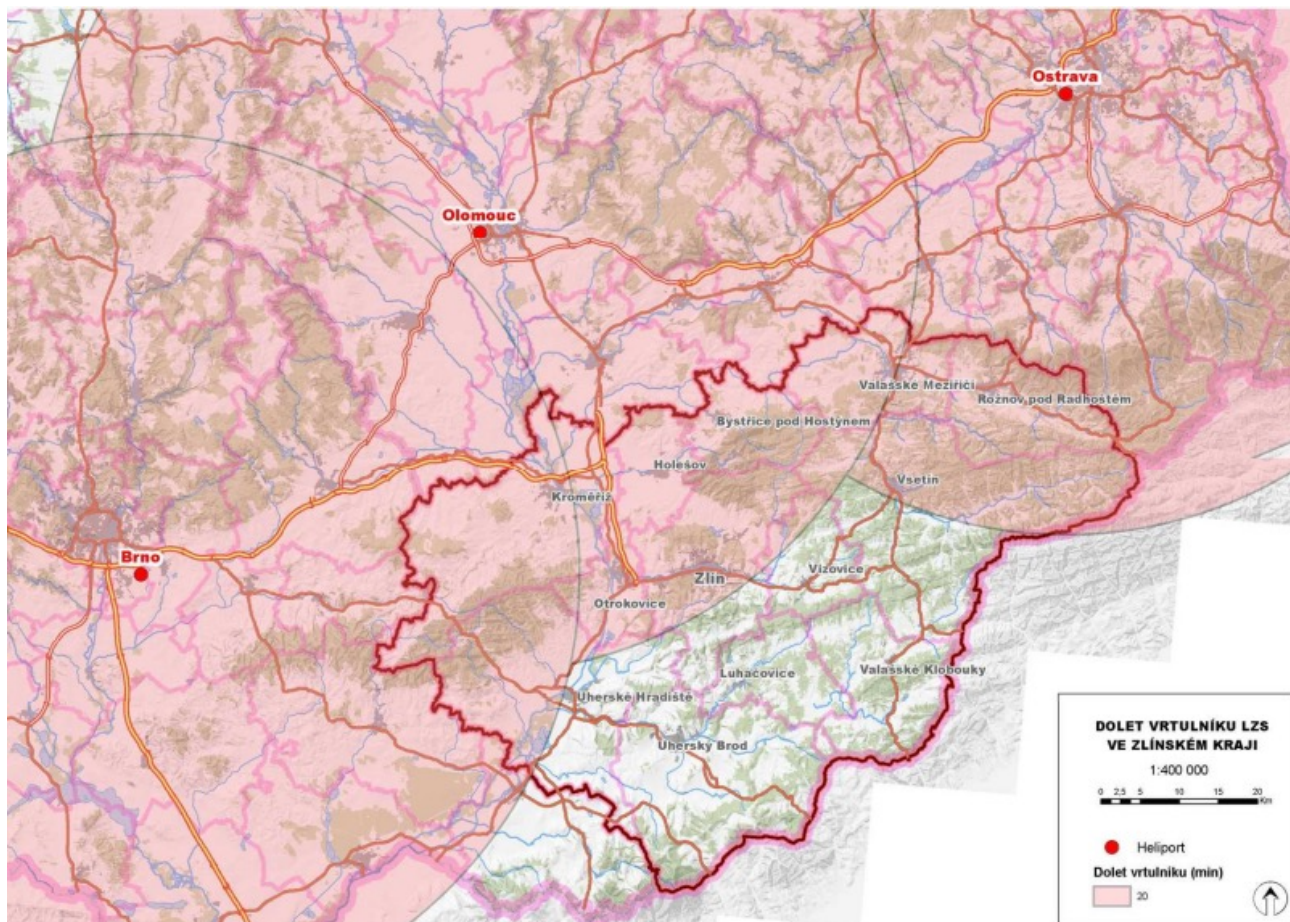 Ostrava
Olomouc
Valašské Meziříčí
Rožnov pod Radhoštěm
Bystřice pod Hostýnem
Holešov
Vsetín
Kroměříž
Brno
Zlín
Vizovice
Otrokovice
Luhačovice
Valašské Klobouky
Uherské Hradiště
Uherský Brod
DOLET VRTULNÍKU LZS
VE ZLÍNSKÉM KRAJI
1:400 000
0 2,5 5 10 15 20
Km
Heliport
Dolet vrtulníku (min)
20